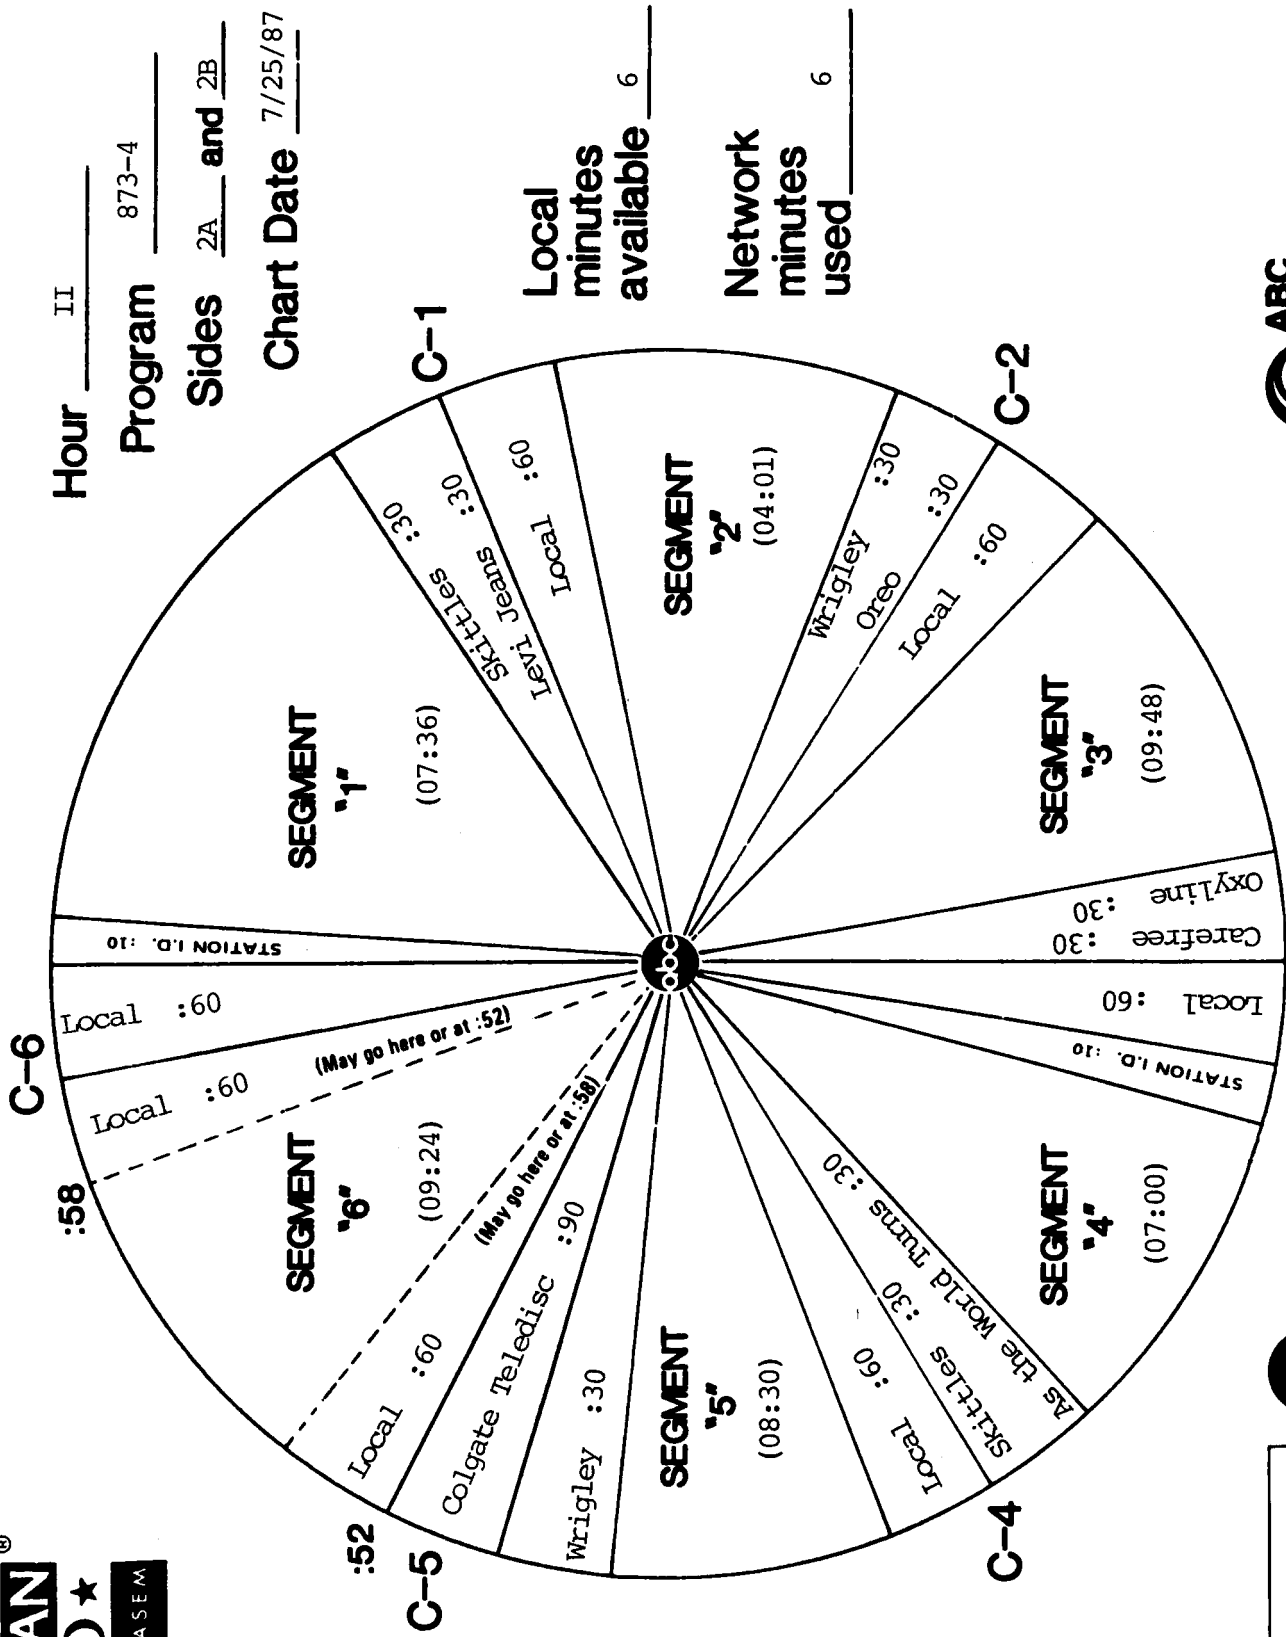 Hour II
Program 873-4
Sides 2A and 2B
Chart Date 7/25/87
Local
minutes
available 6
Network
minutes
used 6
STATION I.D. :10
SEGMENT
"1"
(07:36)
C-1
Skittles :30
Levi Jeans :30
Local :60
SEGMENT
"2"
(04:01)
C-2
Wrigley :30
Oreo :30
Local :60
SEGMENT
"3"
(09:48)
Oxyline :30
Carefree :30
Local :60
STATION I.D. :10
SEGMENT
"4"
(07:00)
C-4
As the World Turns :30
Skittles :30
Local :60
SEGMENT
"5"
(08:30)
C-5
Wrigley :30
Colgate Teledisc :90
:52
Local :60
(May go here or at :58)
SEGMENT
"6"
(09:24)
:58
(May go here or at :52)
Local :60
C-6
Local :60
abc
ABC
AN®
ASEM